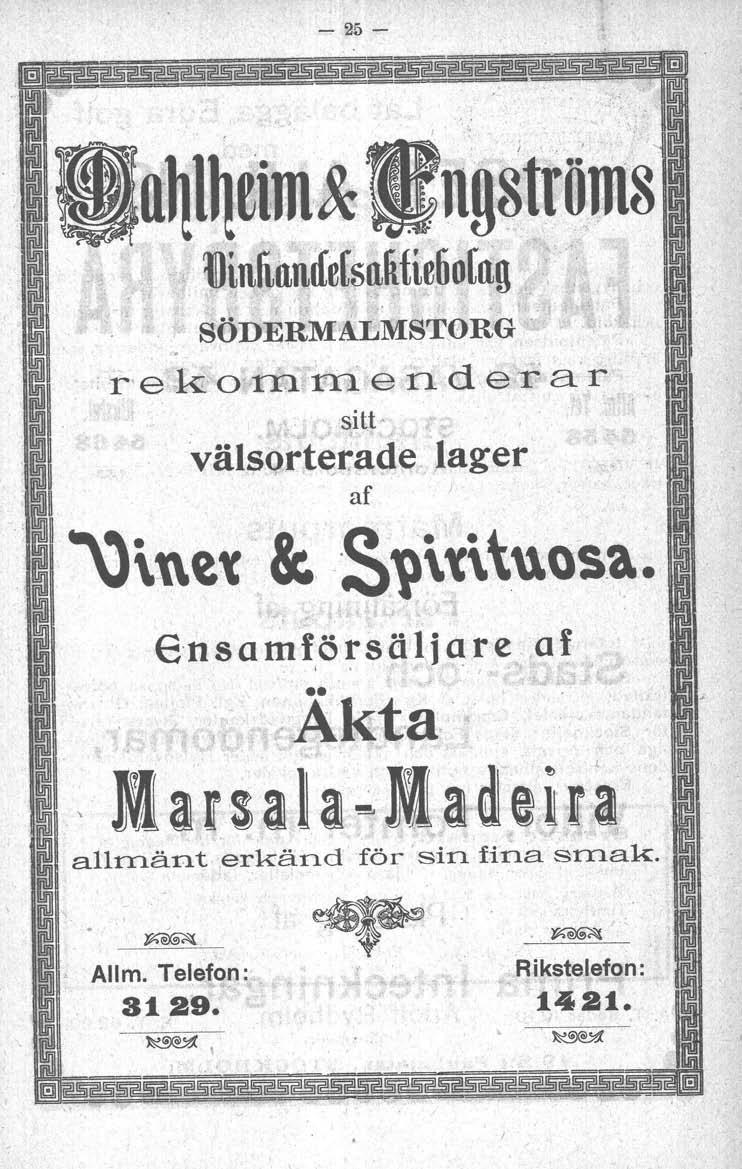 — 25 —
Dahlheim & Engströms
Vinhandelsaktiebolag
SÖDERMALMSTORG
rekommenderar
sitt
välsorterade lager
af
Viner & Spirituosa.
Ensamförsäljare af
Äkta
Marsala-Madeira
allmänt erkänd för sin fina smak.
Allm. Telefon:
31 29.
Rikstelefon:
14 21.